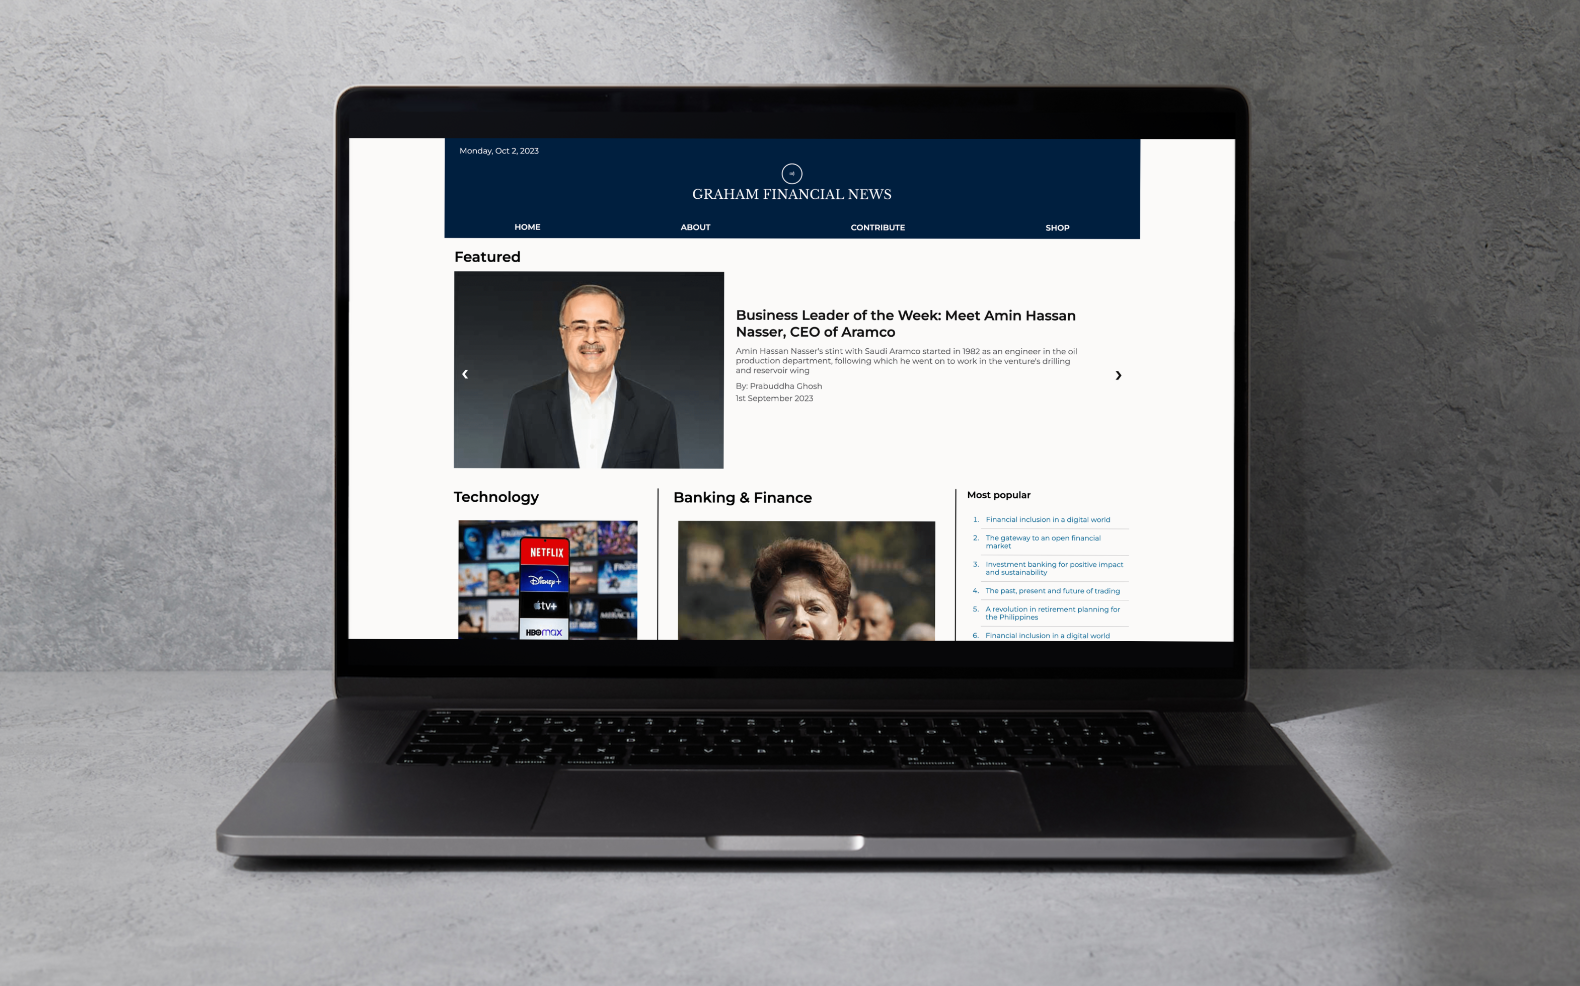 Monday, Oct 2, 2023
GRAHAM FINANCIAL NEWS
HOME
ABOUT
CONTRIBUTE
SHOP
Featured
Business Leader of the Week: Meet Amin Hassan
Nasser, CEO of Aramco
Amin Hassan Nasser's stint with Saudi Aramco started in 1982 as an engineer in the oil
production department, following which he went on to work in the venture's drilling
and reservoir wing
By: Prabuddha Ghosh
1st September 2023
Technology
NETFLIX
Disney+
tv+
HBOmax
MIRACLE
Banking & Finance
Most popular
1. Financial inclusion in a digital world
2. The gateway to an open financial
market
3. Investment banking for positive impact
and sustainability
4. The past, present and future of trading
5. A revolution in retirement planning for
the Philippines
6. Financial inclusion in a digital world
command
command
option